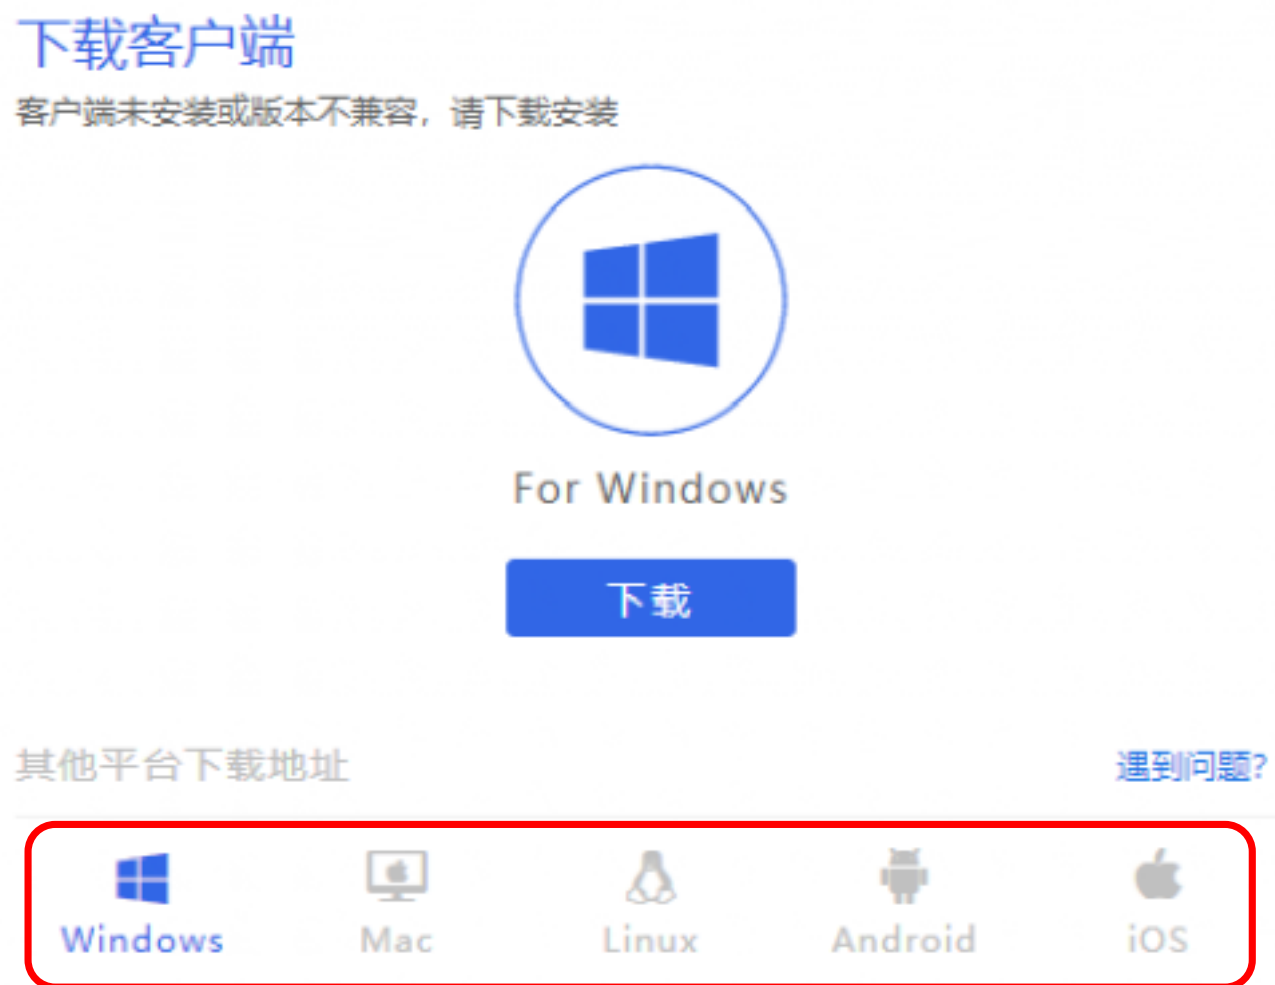 下载客户端
客户端未安装或版本不兼容，请下载安装
For Windows
下载
其他平台下载地址
遇到问题?
Windows
Mac
Linux
Android
iOS